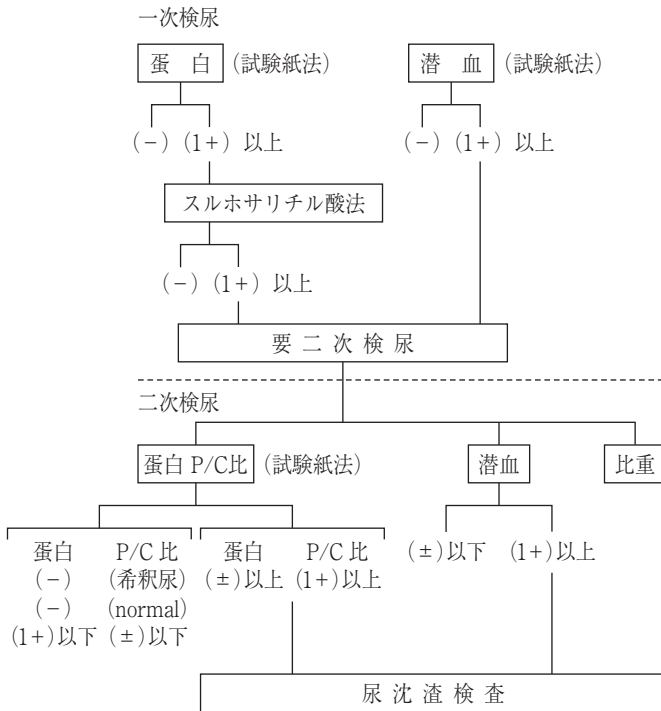 一次検尿
蛋 白 (試験紙法) 潜 血 (試験紙法)
(−) (1+) 以上 (−) (1+) 以上
スルホサリチル酸法
(−) (1+) 以上
要 二 次 検 尿
二次検尿
蛋白 P/C比 (試験紙法) 潜血 比重
蛋白 P/C 比 蛋白 P/C 比 (±)以下 (1+)以上
(−) (希釈尿) (±)以上 (1+)以上
(−) (normal)
(1+)以下 (±)以下
尿 沈 渣 検 査